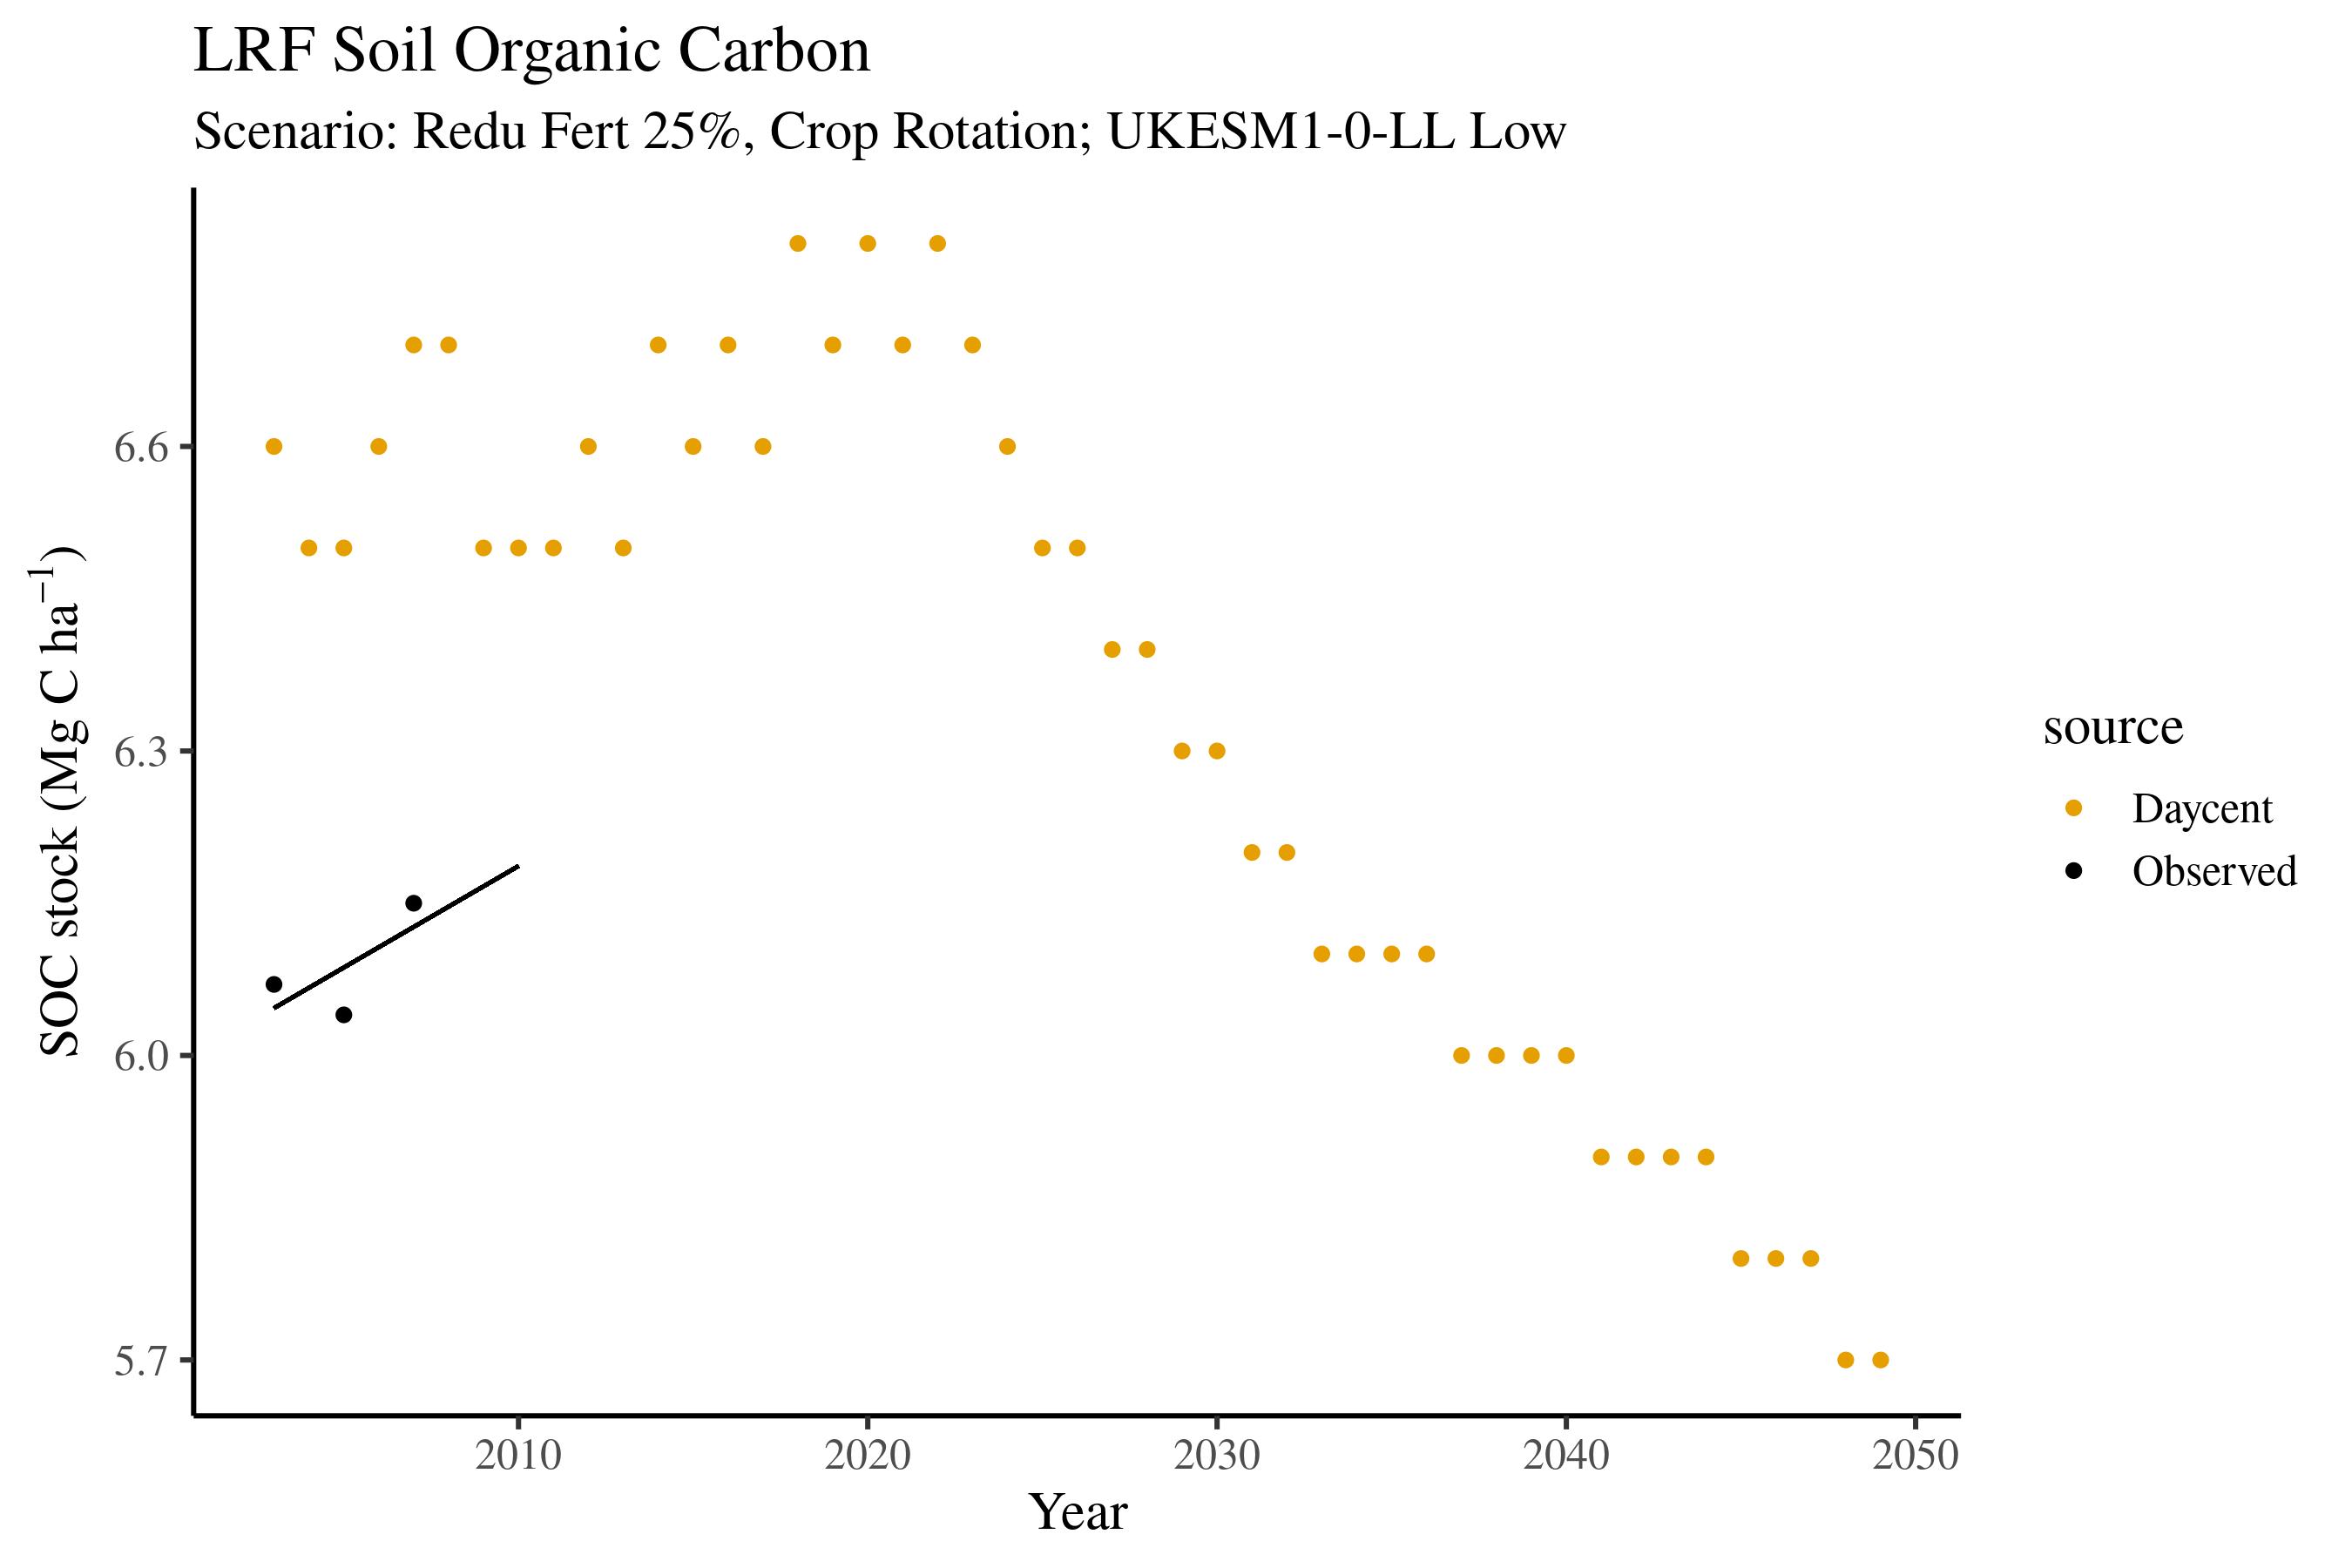 LRF Soil Organic Carbon
Scenario: Redu Fert 25%, Crop Rotation; UKESM1-0-LL Low
SOC stock (Mg C ha⁻¹)
6.6
6.3
6.0
5.7
2010
2020
2030
2040
2050
Year
source
Daycent
Observed